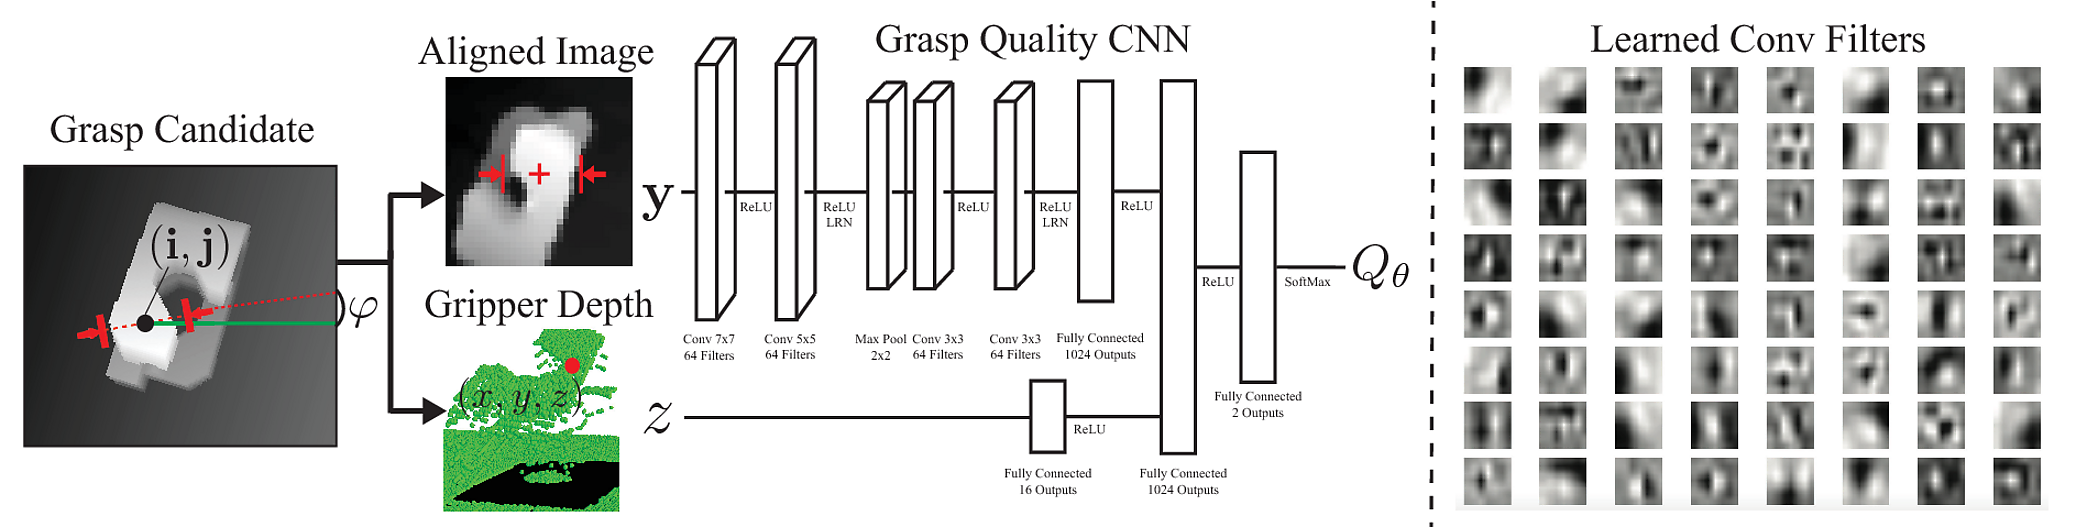 Grasp Candidate
(i, j)
φ
Aligned Image
Gripper Depth
(x, y, z)
Grasp Quality CNN
y
ReLU
ReLU
LRN
ReLU
ReLU
LRN
ReLU
Conv 7x7
64 Filters
Conv 5x5
64 Filters
Max Pool
2x2
Conv 3x3
64 Filters
Conv 3x3
64 Filters
Fully Connected
1024 Outputs
z
ReLU
Fully Connected
16 Outputs
Fully Connected
1024 Outputs
ReLU
Fully Connected
2 Outputs
SoftMax
Qθ
Learned Conv Filters